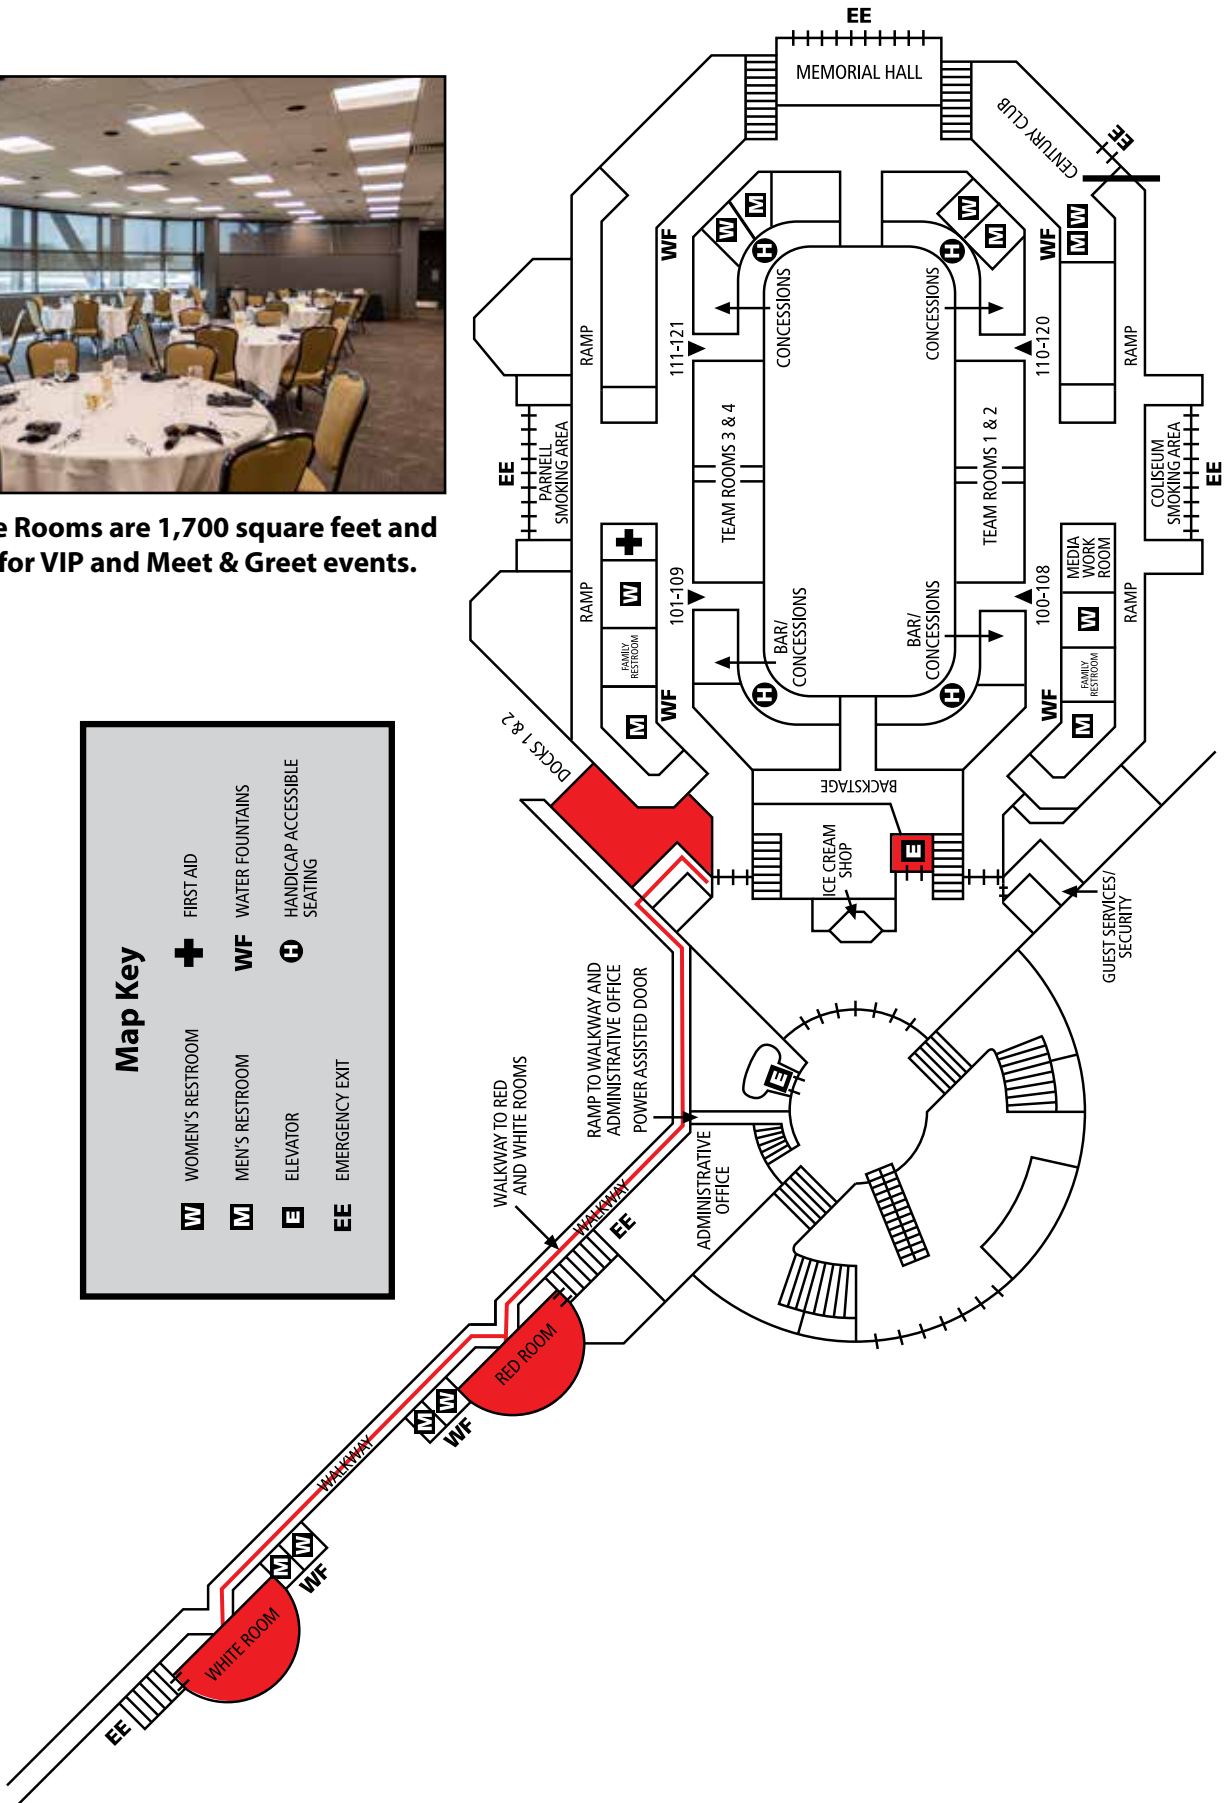 e Rooms are 1,700 square feet and
for VIP and Meet & Greet events.
Map Key
W WOMEN'S RESTROOM
M MEN'S RESTROOM
E ELEVATOR
EE EMERGENCY EXIT
FIRST AID
WF WATER FOUNTAINS
H HANDICAP ACCESSIBLE
SEATING
EE
MEMORIAL HALL
CENTURY CLUB
EE
W
M
W
M
M
W
WF
WF
H
H
CONCESSIONS
CONCESSIONS
RAMP
111-121
110-120
RAMP
EE
PARNELL
SMOKING AREA
TEAM ROOMS 3 & 4
TEAM ROOMS 1 & 2
COLISEUM
SMOKING AREA
EE
RAMP
W
FAMILY
RESTROOM
M
WF
101-109
BAR/
CONCESSIONS
BAR/
CONCESSIONS
100-108
MEDIA
WORK
ROOM
W
FAMILY
RESTROOM
M
WF
RAMP
H
H
DOCKS 1 & 2
BACKSTAGE
E
ICE CREAM
SHOP
GUEST SERVICES/
SECURITY
RAMP TO WALKWAY AND
ADMINISTRATIVE OFFICE
POWER ASSISTED DOOR
WALKWAY TO RED
AND WHITE ROOMS
E
ADMINISTRATIVE
OFFICE
WALKWAY
EE
RED ROOM
M
W
WF
WALKWAY
M
W
WF
WHITE ROOM
EE